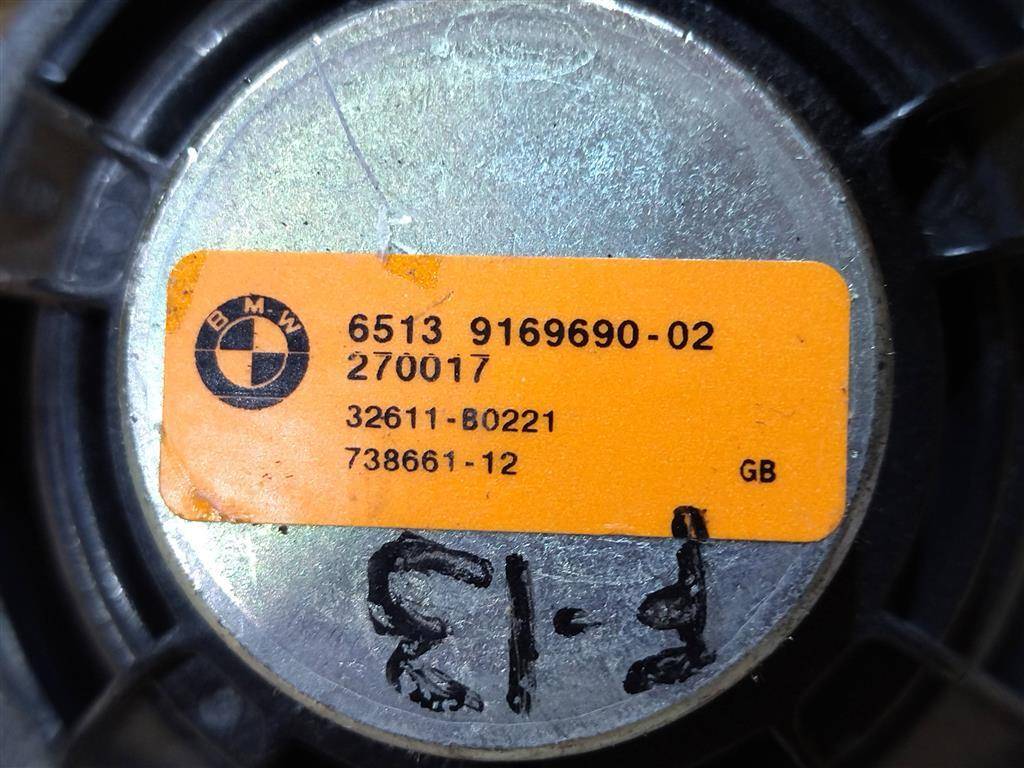 BMW
6513 9169690-02
270017
32611-B0221
738661-12 GB
F-13